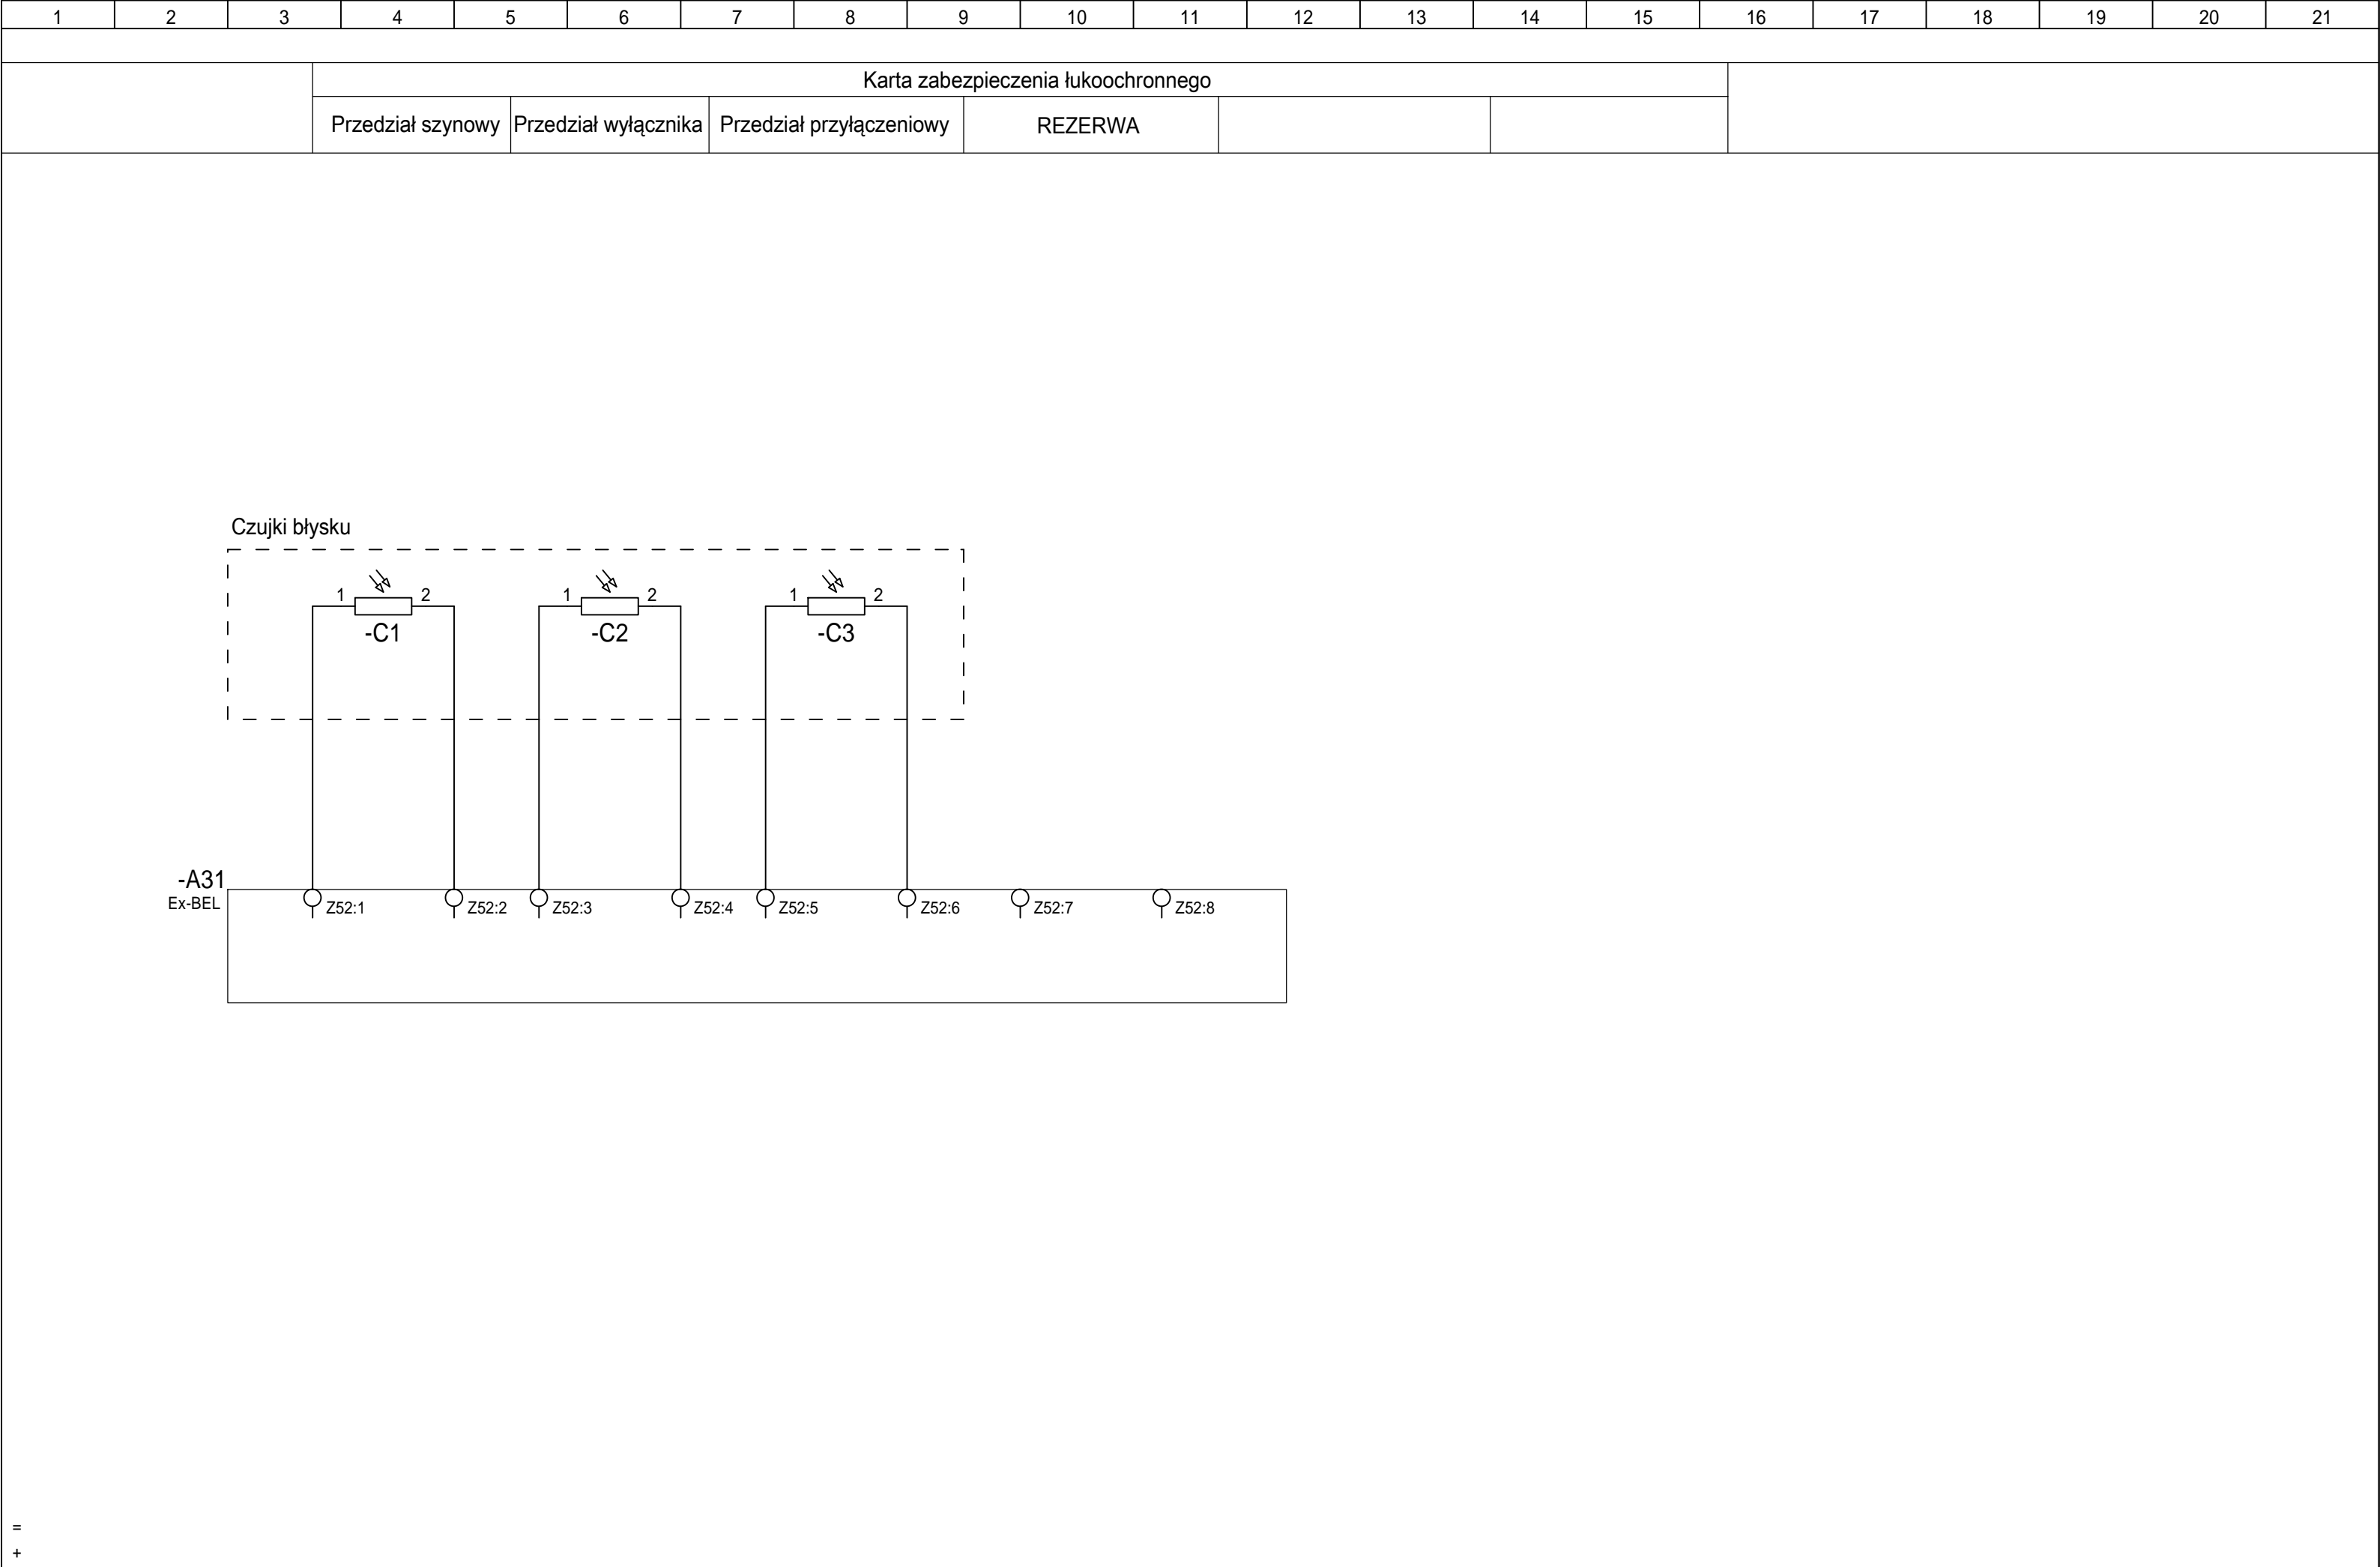 1 2 3 4 5 6 7 8 9 10 11 12 13 14 15 16 17 18 19 20 21
Karta zabezpieczenia łukoochronnego
Przedział szynowy Przedział wyłącznika Przedział przyłączeniowy REZERWA
Czujki błysku
1 2 1 2 1 2
-C1 -C2 -C3
-A31
Ex-BEL
Z52:1 Z52:2 Z52:3 Z52:4 Z52:5 Z52:6 Z52:7 Z52:8
=
+